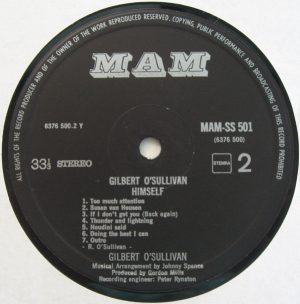 ALL RIGHTS OF THE RECORD PRODUCER AND OF THE OWNER OF THE WORK REPRODUCED RESERVED. COPYING, PUBLIC PERFORMANCE AND BROADCASTING OF THIS RECORD PROHIBITED
MAM
6376 500.2 Y
MAM-SS 501
(6376 500)
33⅓ STEREO
STEMRA
2
GILBERT O'SULLIVAN
HIMSELF
1. Too much attention
2. Susan van Heusen
3. If I don't get you (Back again)
4. Thunder and lightning
5. Houdini said
6. Doing the best I can
7. Outro
- R. O'Sullivan -
GILBERT O'SULLIVAN
Musical Arrangement by Johnny Spence
Produced by Gordon Mills
Recording engineer: Peter Rynston